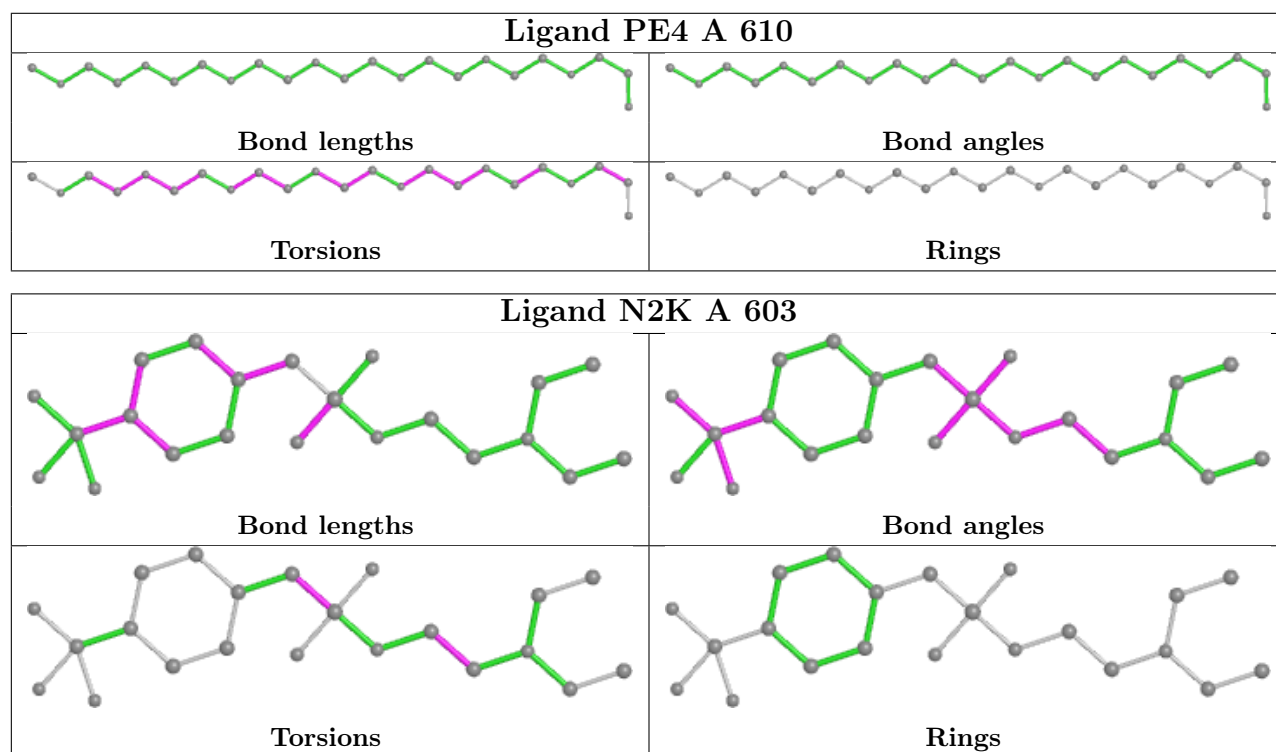 Ligand PE4 A 610
Bond lengths
Bond angles
Torsions
Rings
Ligand N2K A 603
Bond lengths
Bond angles
Torsions
Rings